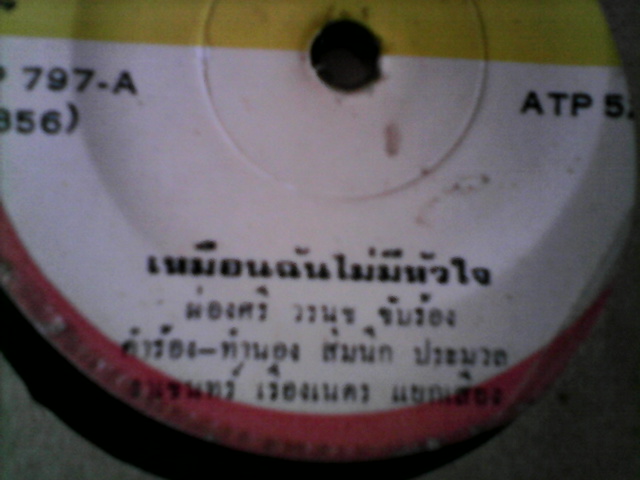 797-A
ATP 5
856)
เหมือนฉันไม่มีหัวใจ
ผ่องศรี วรนุช ขับร้อง
คำร้อง-ทำนอง สัมนึก ประมวล
เรืองเนตร แยกเสียง